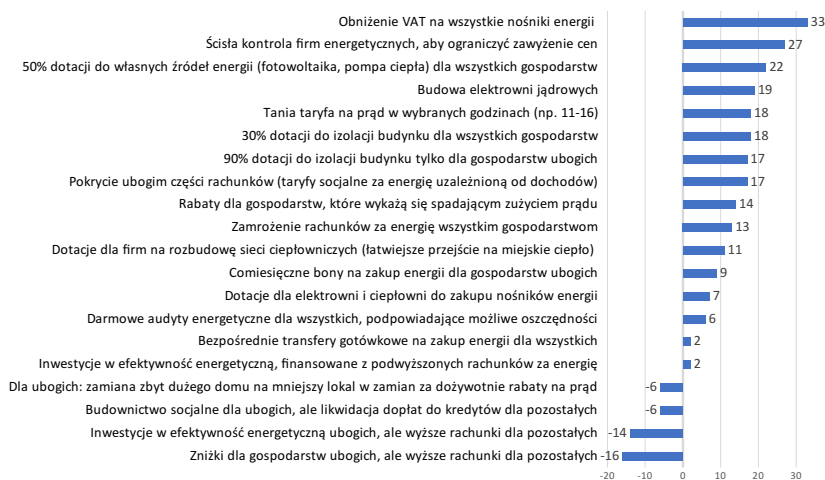 Obniżenie VAT na wszystkie nośniki energii 33
Ścisła kontrola firm energetycznych, aby ograniczyć zawyżenie cen 27
50% dotacji do własnych źródeł energii (fotowoltaika, pompa ciepła) dla wszystkich gospodarstw 22
Budowa elektrowni jądrowych 19
Tania taryfa na prąd w wybranych godzinach (np. 11-16) 18
30% dotacji do izolacji budynku dla wszystkich gospodarstw 18
90% dotacji do izolacji budynku tylko dla gospodarstw ubogich 17
Pokrycie ubogim części rachunków (taryfy socjalne za energię uzależnioną od dochodów) 17
Rabaty dla gospodarstw, które wykażą się spadającym zużyciem prądu 14
Zamrożenie rachunków za energię wszystkim gospodarstwom 13
Dotacje dla firm na rozbudowę sieci ciepłowniczych (łatwiejsze przejście na miejskie ciepło) 11
Comiesięczne bony na zakup energii dla gospodarstw ubogich 9
Dotacje dla elektrowni i ciepłowni do zakupu nośników energii 7
Darmowe audyty energetyczne dla wszystkich, podpowiadające możliwe oszczędności 6
Bezpośrednie transfery gotówkowe na zakup energii dla wszystkich 2
Inwestycje w efektywność energetyczną, finansowane z podwyższonych rachunków za energię 2
Dla ubogich: zamiana zbyt dużego domu na mniejszy lokal w zamian za dożywotnie rabaty na prąd -6
Budownictwo socjalne dla ubogich, ale likwidacja dopłat do kredytów dla pozostałych -6
Inwestycje w efektywność energetyczną ubogich, ale wyższe rachunki dla pozostałych -14
Zniżki dla gospodarstw ubogich, ale wyższe rachunki dla pozostałych -16
-20 -10 0 10 20 30